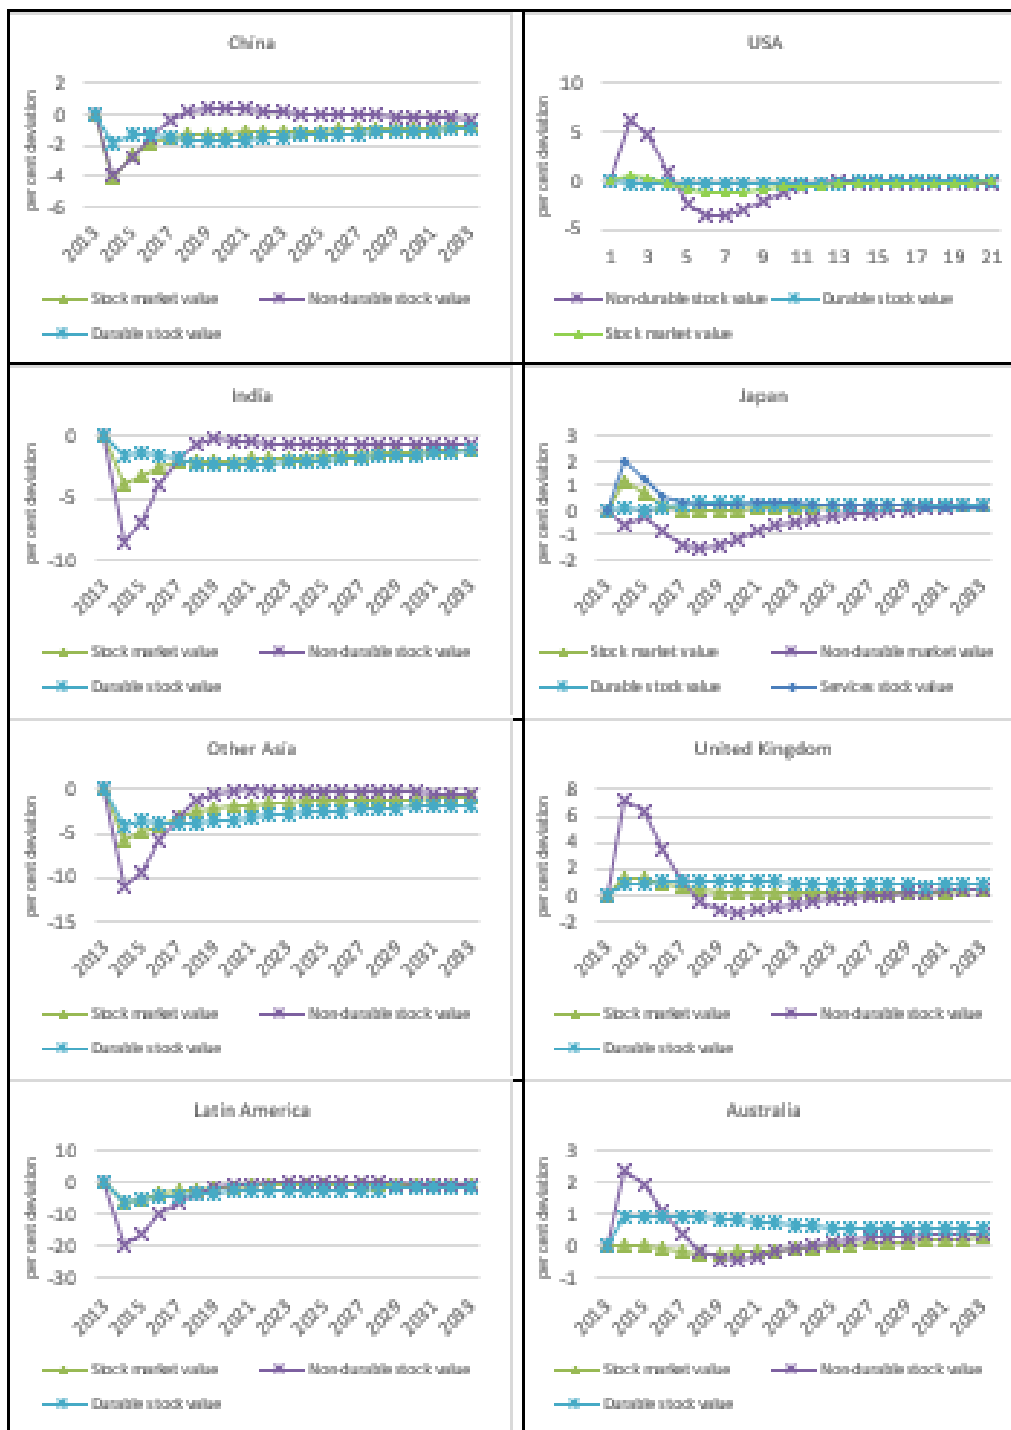 China
per cent deviation
2
0
-2
-4
-6
2013 2015 2017 2019 2021 2023 2025 2027 2029 2031 2033
Stock market value Non-durable stock value
Durable stock value
USA
10
5
0
-5
1 3 5 7 9 11 13 15 17 19 21
Non-durable stock value Durable stock value
Stock market value
India
per cent deviation
0
-5
-10
2013 2015 2017 2019 2021 2023 2025 2027 2029 2031 2033
Stock market value Non-durable stock value
Durable stock value
Japan
per cent deviation
3
2
1
0
-1
-2
2013 2015 2017 2019 2021 2023 2025 2027 2029 2031 2033
Stock market value Non-durable market value
Durable stock value Services stock value
Other Asia
per cent deviation
0
-5
-10
-15
2013 2015 2017 2019 2021 2023 2025 2027 2029 2031 2033
Stock market value Non-durable stock value
Durable stock value
United Kingdom
per cent deviation
8
6
4
2
0
-2
2013 2015 2017 2019 2021 2023 2025 2027 2029 2031 2033
Stock market value Non-durable stock value
Durable stock value
Latin America
per cent deviation
10
0
-10
-20
-30
2013 2015 2017 2019 2021 2023 2025 2027 2029 2031 2033
Stock market value Non-durable stock value
Durable stock value
Australia
per cent deviation
3
2
1
0
-1
2013 2015 2017 2019 2021 2023 2025 2027 2029 2031 2033
Stock market value Non-durable stock value
Durable stock value